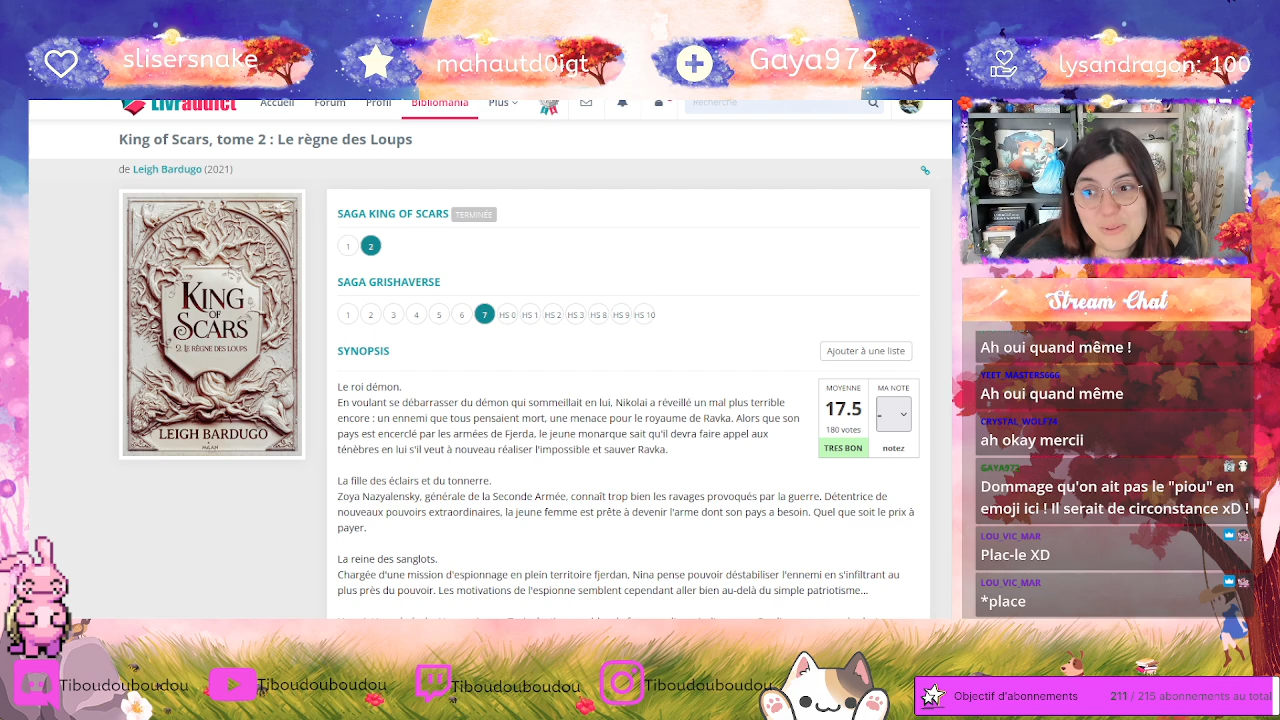 slisersnake
mahautd0igt
Gaya972
lysandragon: 100
Livraddict
Accueil
Forum
Profil
Bibliomania
Plus
Recherche
King of Scars, tome 2 : Le règne des Loups
de Leigh Bardugo (2021)
SAGA KING OF SCARS TERMINÉE
1 2
SAGA GRISHAVERSE
1 2 3 4 5 6 7 HS 0 HS 1 HS 2 HS 3 HS 8 HS 9 HS 10
SYNOPSIS
Ajouter à une liste
KING
OF
SCARS
2. LE RÈGNE DES LOUPS
LEIGH BARDUGO
MILAN
MOYENNE
17.5
180 votes
TRES BON
MA NOTE
-
notez
Le roi démon.
En voulant se débarrasser du démon qui sommeillait en lui, Nikolai a réveillé un mal plus terrible
encore : un ennemi que tous pensaient mort, une menace pour le royaume de Ravka. Alors que son
pays est encerclé par les armées de Fjerda, le jeune monarque sait qu'il devra faire appel aux
ténèbres en lui s'il veut à nouveau réaliser l'impossible et sauver Ravka.
La fille des éclairs et du tonnerre.
Zoya Nazyalensky, générale de la Seconde Armée, connaît trop bien les ravages provoqués par la guerre. Détentrice de
nouveaux pouvoirs extraordinaires, la jeune femme est prête à devenir l'arme dont son pays a besoin. Quel que soit le prix à
payer.
La reine des sanglots.
Chargée d'une mission d'espionnage en plein territoire fjerdan, Nina pense pouvoir déstabiliser l'ennemi en s'infiltrant au
plus près du pouvoir. Les motivations de l'espionne semblent cependant aller bien au-delà du simple patriotisme...
Stream Chat
Ah oui quand même !
YEET_MASTERS666
Ah oui quand même
CRYSTAL_WOLF74
ah okay mercii
GAYA972
Dommage qu'on ait pas le "piou" en
emoji ici ! Il serait de circonstance xD !
LOU_VIC_MAR
Plac-le XD
LOU_VIC_MAR
*place
Tiboudouboudou
Tiboudouboudou
Tiboudouboudou
Tiboudouboudou
Objectif d'abonnements
211 / 215 abonnements au total